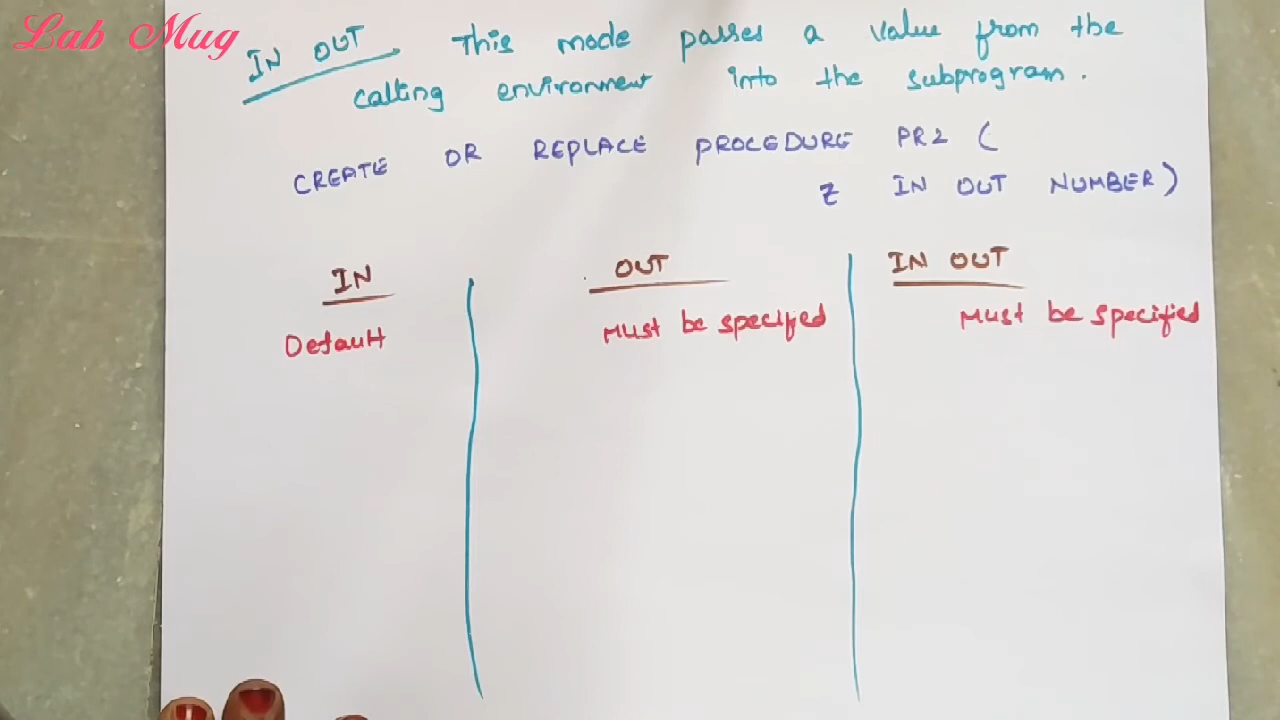 Lab Mug
IN OUT This mode passes a value from the
calling environment into the subprogram.
CREATE OR REPLACE PROCEDURE PR2 (
Z IN OUT NUMBER)
IN OUT IN OUT
Default Must be specified Must be specified